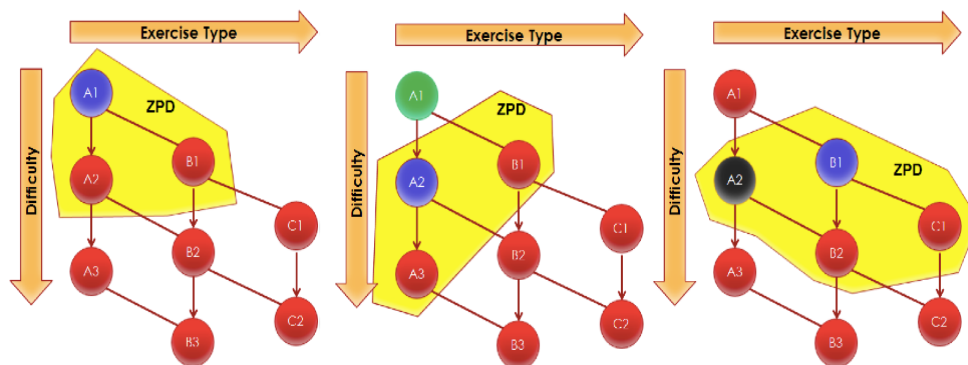 Exercise Type
Difficulty
ZPD
A1
B1
A2
C1
B2
A3
C2
B3
Exercise Type
Difficulty
ZPD
A1
B1
A2
C1
B2
A3
C2
B3
Exercise Type
Difficulty
ZPD
A1
B1
A2
C1
B2
A3
C2
B3